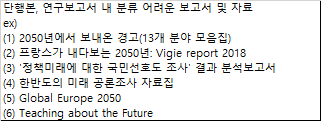 단행본, 연구보고서 내 분류 어려운 보고서 및 자료
ex)
(1) 2050년에서 보내온 경고(13개 분야 모음집)
(2) 프랑스가 내다보는 2050년: Vigie report 2018
(3) '정책미래에 대한 국민선호도 조사' 결과 분석보고서
(4) 한반도의 미래 공론조사 자료집
(5) Global Europe 2050
(6) Teaching about the Future